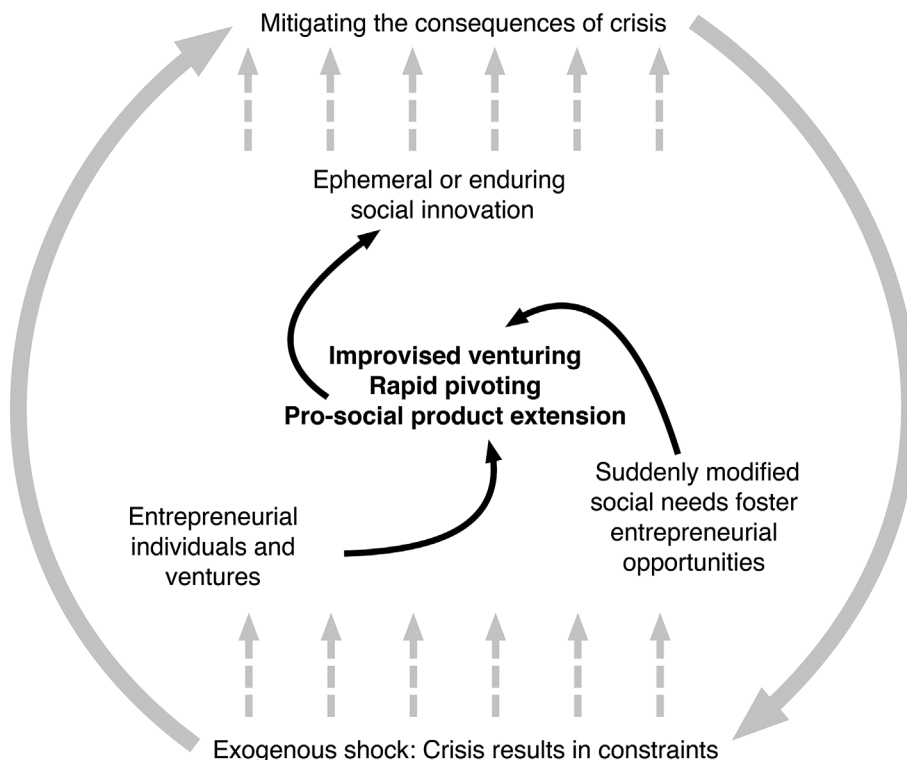 Mitigating the consequences of crisis
Ephemeral or enduring
social innovation
Improvised venturing
Rapid pivoting
Pro-social product extension
Suddenly modified
social needs foster
entrepreneurial
opportunities
Entrepreneurial
individuals and
ventures
Exogenous shock: Crisis results in constraints